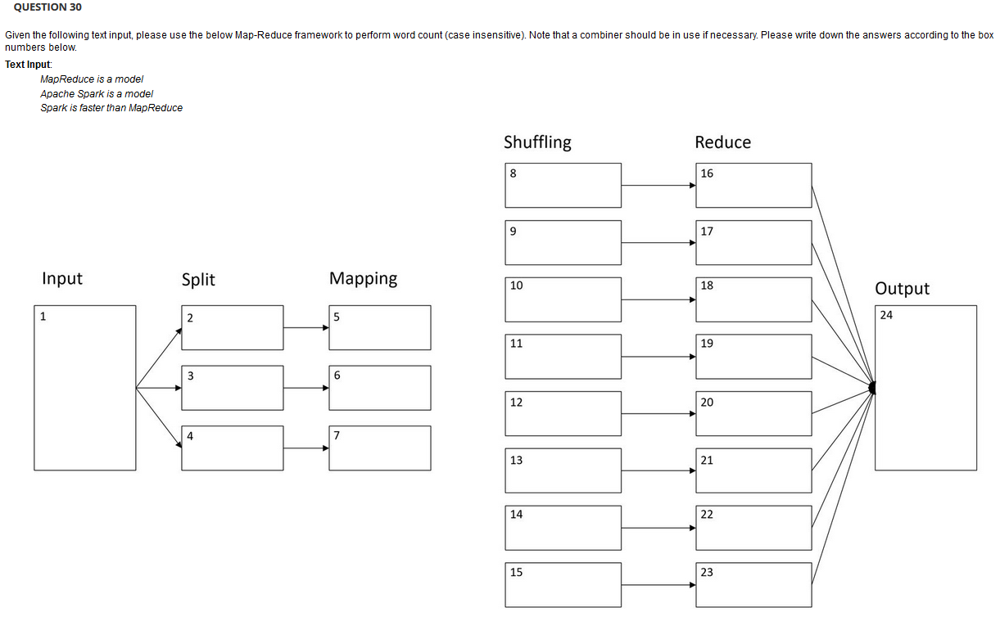 QUESTION 30
Given the following text input, please use the below Map-Reduce framework to perform word count (case insensitive). Note that a combiner should be in use if necessary. Please write down the answers according to the box
numbers below.
Text Input:
MapReduce is a model
Apache Spark is a model
Spark is faster than MapReduce
Shuffling
Reduce
8
16
9
17
Input
Split
Mapping
10
18
Output
1
2
5
24
11
19
3
6
12
20
4
7
13
21
14
22
15
23